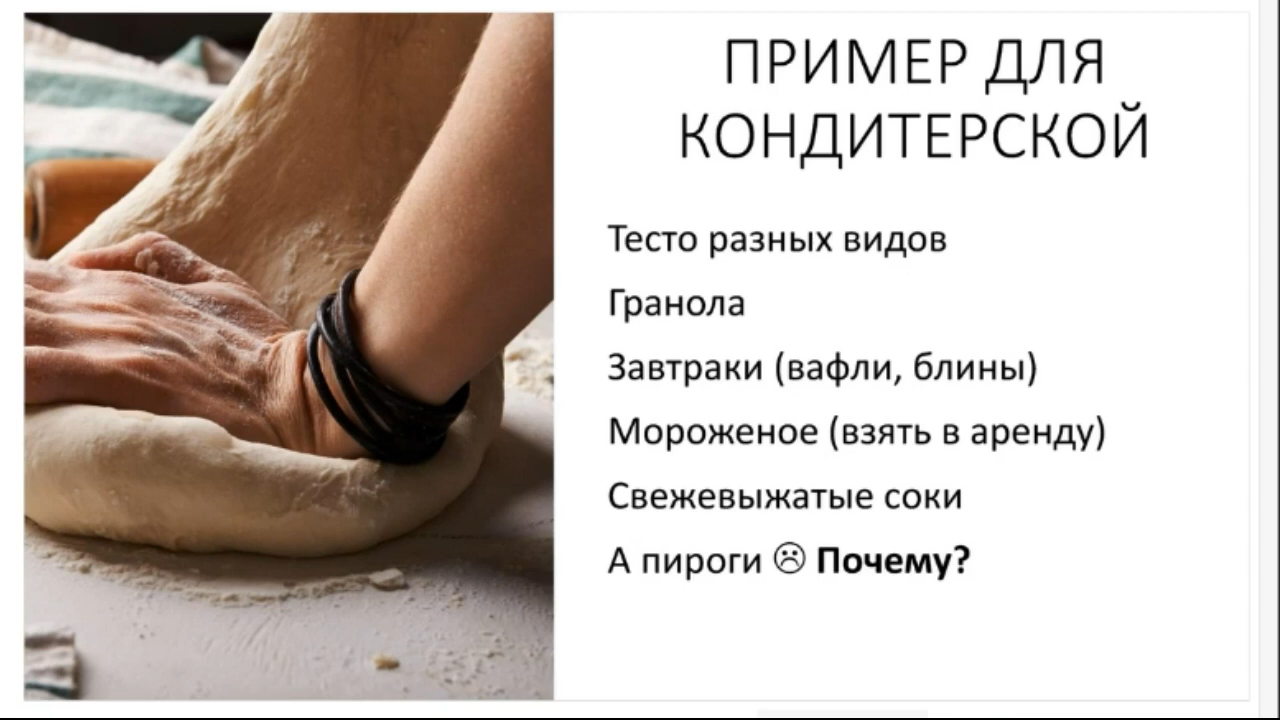 ПРИМЕР ДЛЯ
КОНДИТЕРСКОЙ
Тесто разных видов
Гранола
Завтраки (вафли, блины)
Мороженое (взять в аренду)
Свежевыжатые соки
А пироги ☹ Почему?